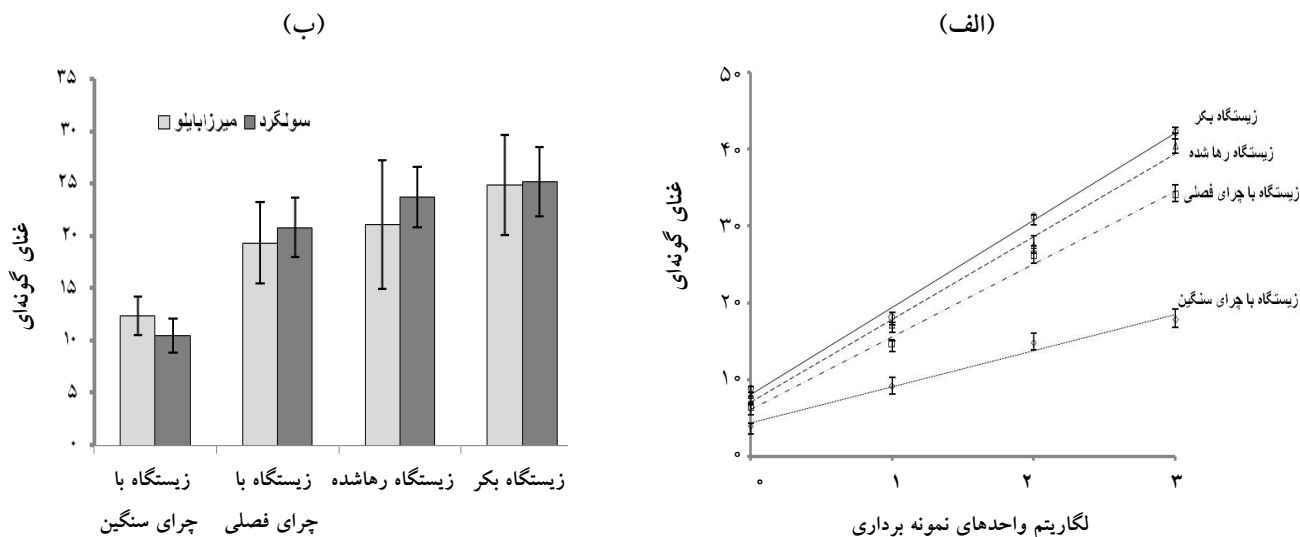 (الف)
۵۰
۴۰
۳۰
۲۰
۱۰
۰
غنای گونه‌ای
زیستگاه بکر
زیستگاه رها شده
زیستگاه با چرای فصلی
زیستگاه با چرای سنگین
۰ ۱ ۲ ۳
لگاریتم واحدهای نمونه برداری
(ب)
۳۵
۳۰
۲۵
۲۰
۱۵
۱۰
۵
۰
غنای گونه‌ای
میرزابایلو سولگرد
زیستگاه با چرای سنگین
زیستگاه با چرای فصلی
زیستگاه رهاشده
زیستگاه بکر